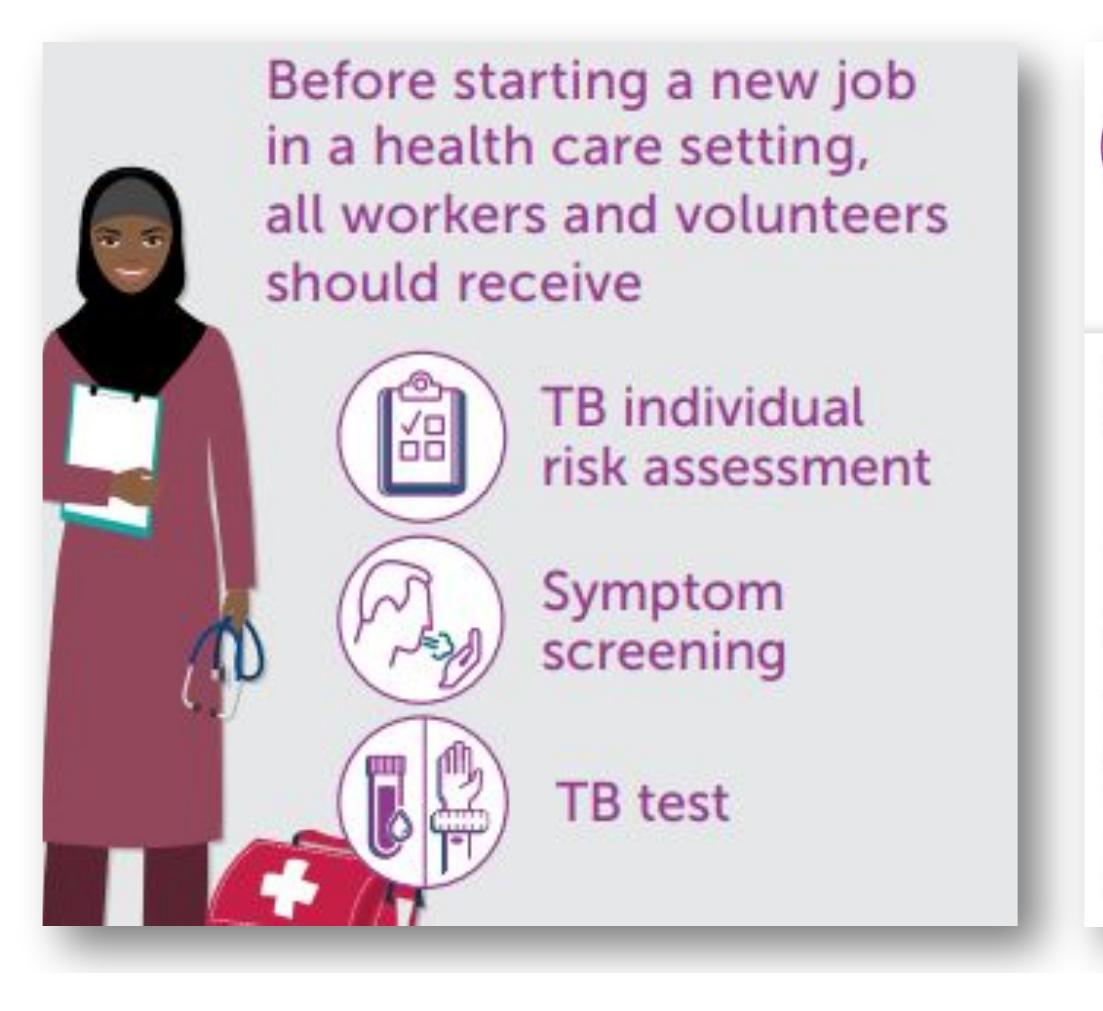 Before starting a new job
in a health care setting,
all workers and volunteers
should receive
TB individual
risk assessment
Symptom
screening
TB test